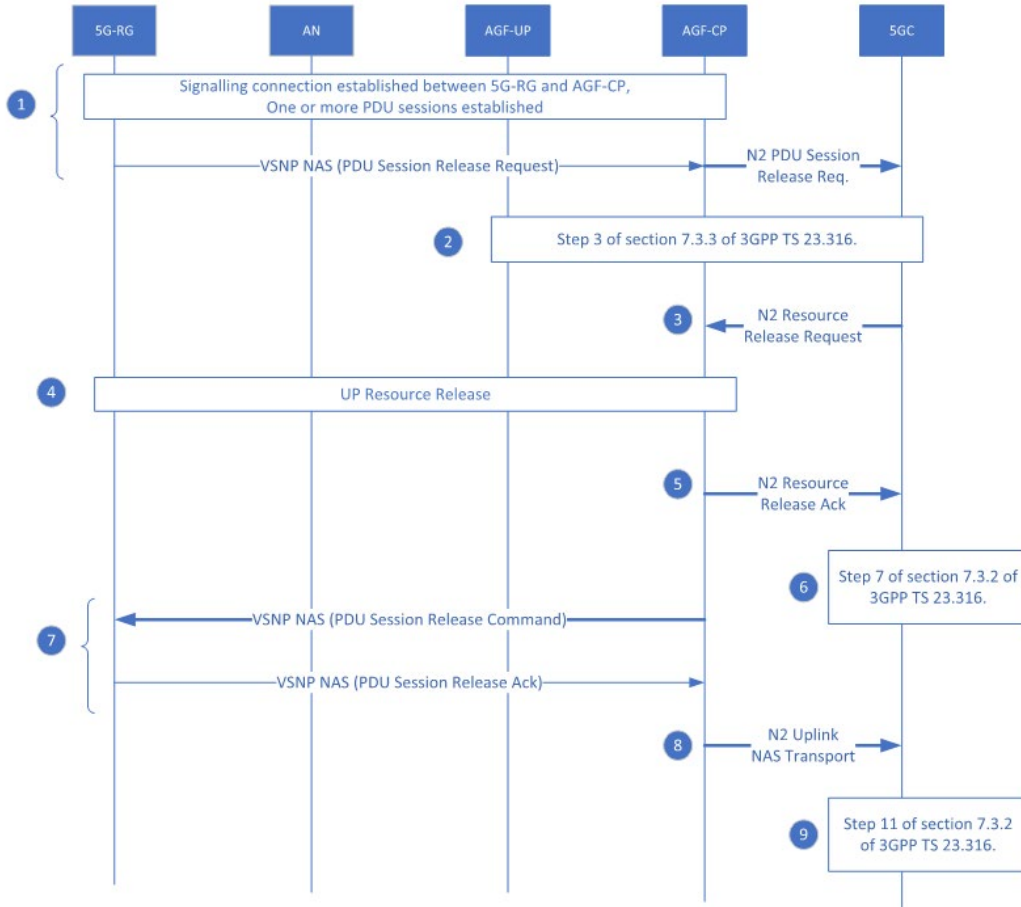 5G-RG
AN
AGF-UP
AGF-CP
5GC
1
Signalling connection established between 5G-RG and AGF-CP,
One or more PDU sessions established
VSNP NAS (PDU Session Release Request)
N2 PDU Session
Release Req.
2
Step 3 of section 7.3.3 of 3GPP TS 23.316.
3
N2 Resource
Release Request
4
UP Resource Release
5
N2 Resource
Release Ack
6
Step 7 of section 7.3.2 of
3GPP TS 23.316.
7
VSNP NAS (PDU Session Release Command)
VSNP NAS (PDU Session Release Ack)
8
N2 Uplink
NAS Transport
9
Step 11 of section 7.3.2
of 3GPP TS 23.316.